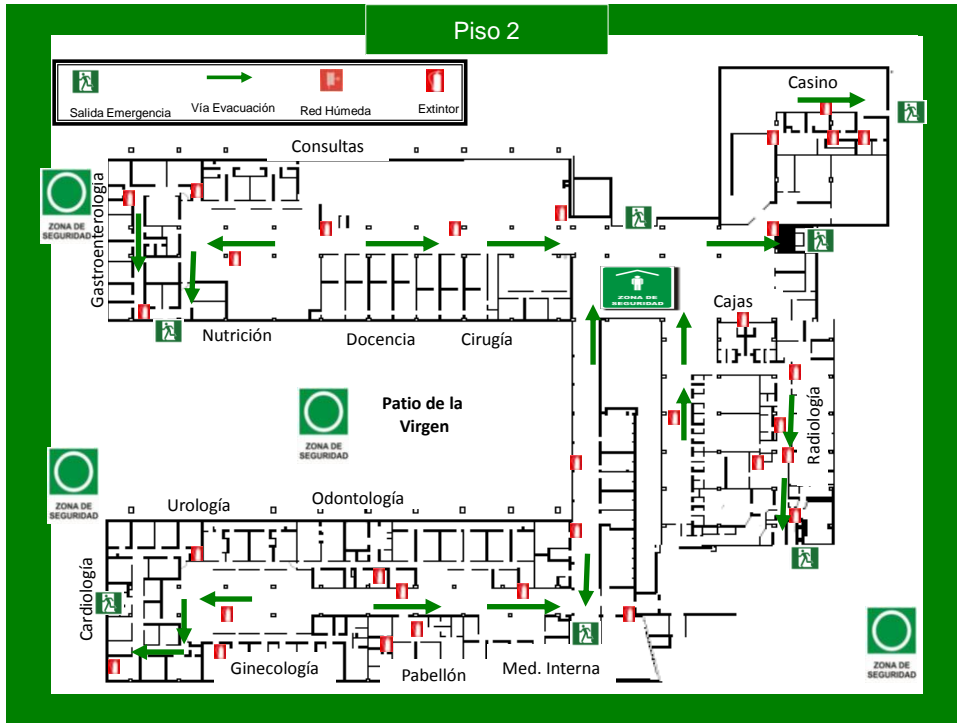 Piso 2
Salida Emergencia
Vía Evacuación
Red Húmeda
Extintor
Casino
Consultas
ZONA DE
SEGURIDAD
Gastroenterología
ZONA DE
SEGURIDAD
Cajas
Nutrición
Docencia
Cirugía
Patio de la
Virgen
ZONA DE
SEGURIDAD
Radiología
ZONA DE
SEGURIDAD
Urología
Odontología
Cardiología
Ginecología
Pabellón
Med. Interna
ZONA DE
SEGURIDAD